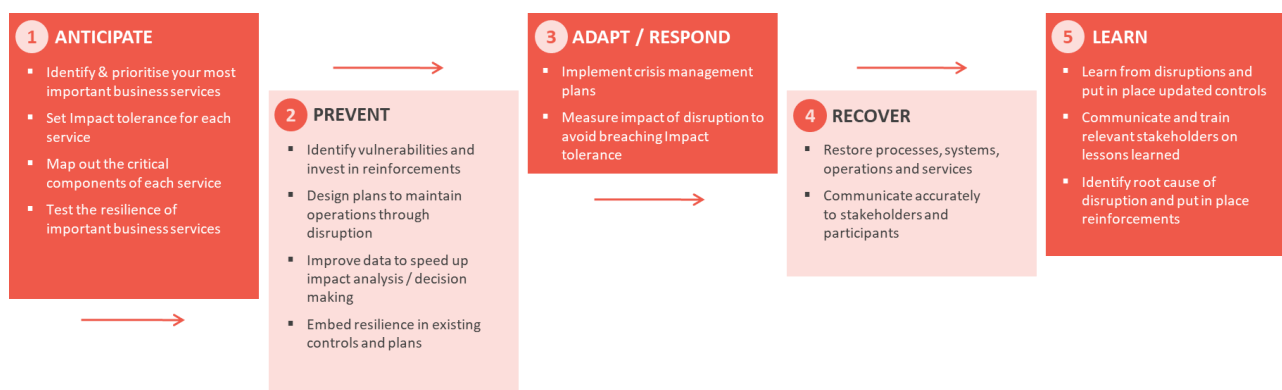 1 ANTICIPATE
▪ Identify & prioritise your most
important business services
▪ Set Impact tolerance for each
service
▪ Map out the critical
components of each service
▪ Test the resilience of
important business services
2 PREVENT
▪ Identify vulnerabilities and
invest in reinforcements
▪ Design plans to maintain
operations through
disruption
▪ Improve data to speed up
impact analysis / decision
making
▪ Embed resilience in existing
controls and plans
3 ADAPT / RESPOND
▪ Implement crisis management
plans
▪ Measure impact of disruption to
avoid breaching Impact
tolerance
4 RECOVER
▪ Restore processes, systems,
operations and services
▪ Communicate accurately
to stakeholders and
participants
5 LEARN
▪ Learn from disruptions and
put in place updated controls
▪ Communicate and train
relevant stakeholders on
lessons learned
▪ Identify root cause of
disruption and put in place
reinforcements